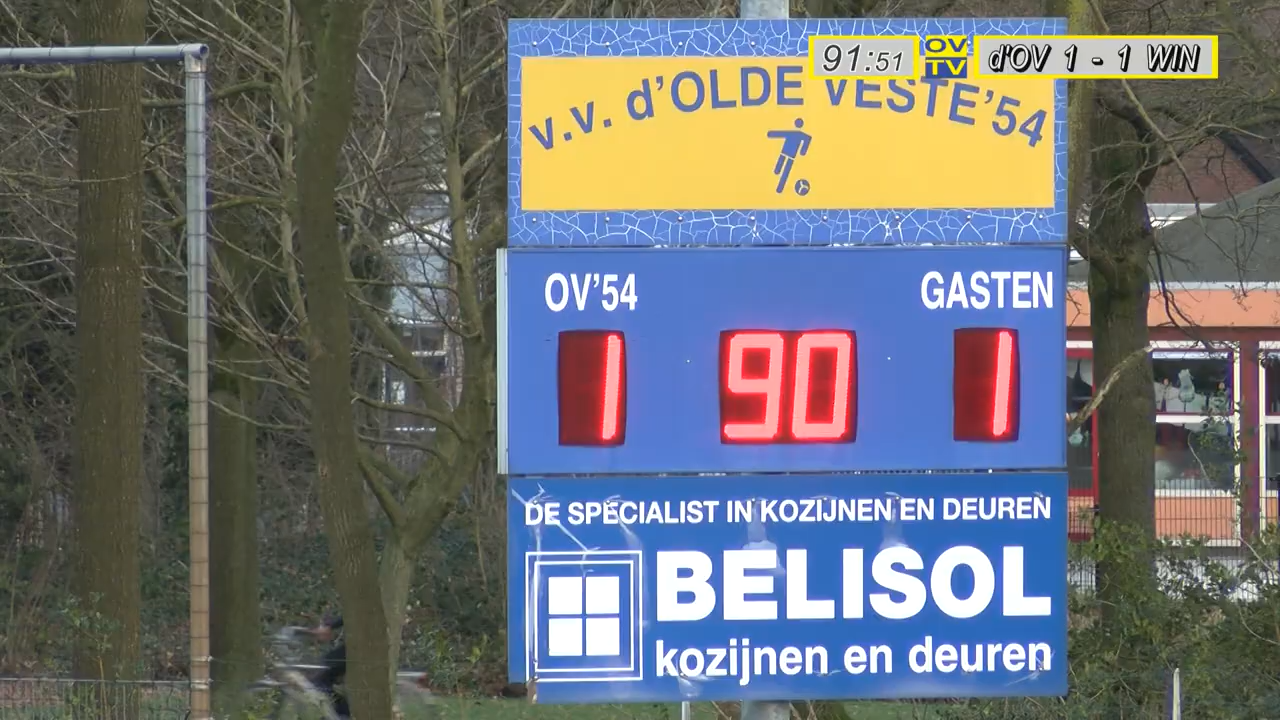 91:51 OV TV d'OV 1 - 1 WIN
v.v. d'OLDE VESTE'54
OV'54 GASTEN
1 90 1
DE SPECIALIST IN KOZIJNEN EN DEUREN
BELISOL
kozijnen en deuren